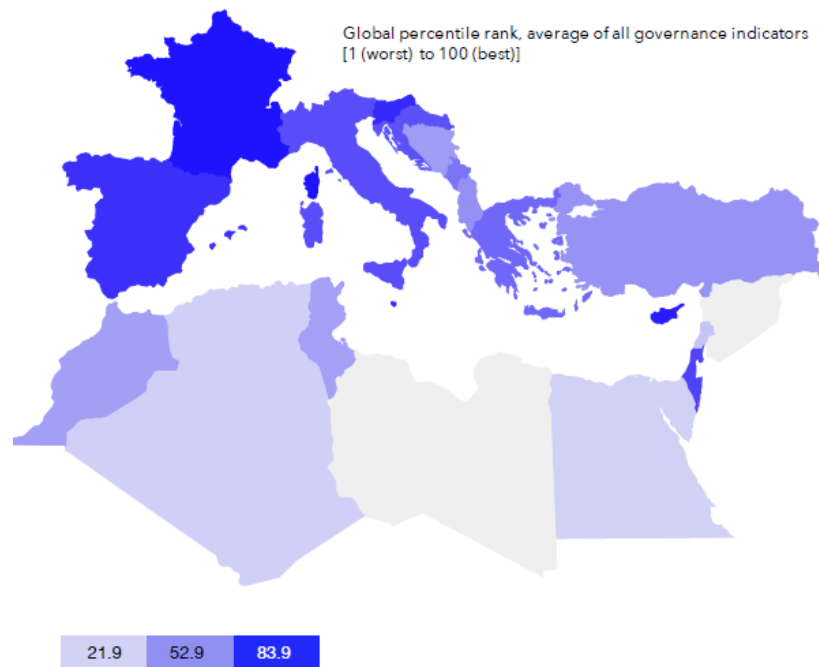 Global percentile rank, average of all governance indicators
[1 (worst) to 100 (best)]
21.9 52.9 83.9